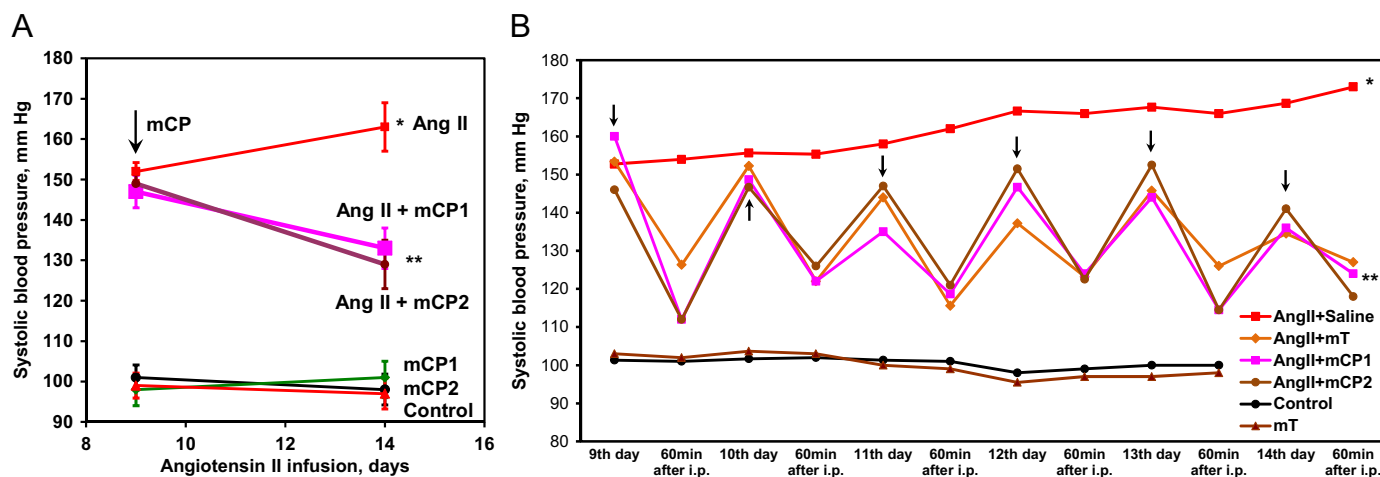 A
Systolic blood pressure, mm Hg
180
170
160
150
140
130
120
110
100
90
mCP
* Ang II
Ang II + mCP1
**
Ang II + mCP2
mCP1
mCP2
Control
8
10
12
14
16
Angiotensin II infusion, days
B
Systolic blood pressure, mm Hg
180
170
160
150
140
130
120
110
100
90
80
*
**
AngII+Saline
AngII+mT
AngII+mCP1
AngII+mCP2
Control
mT
9th day
60min
after i.p.
10th day
60min
after i.p.
11th day
60min
after i.p.
12th day
60min
after i.p.
13th day
60min
after i.p.
14th day
60min
after i.p.